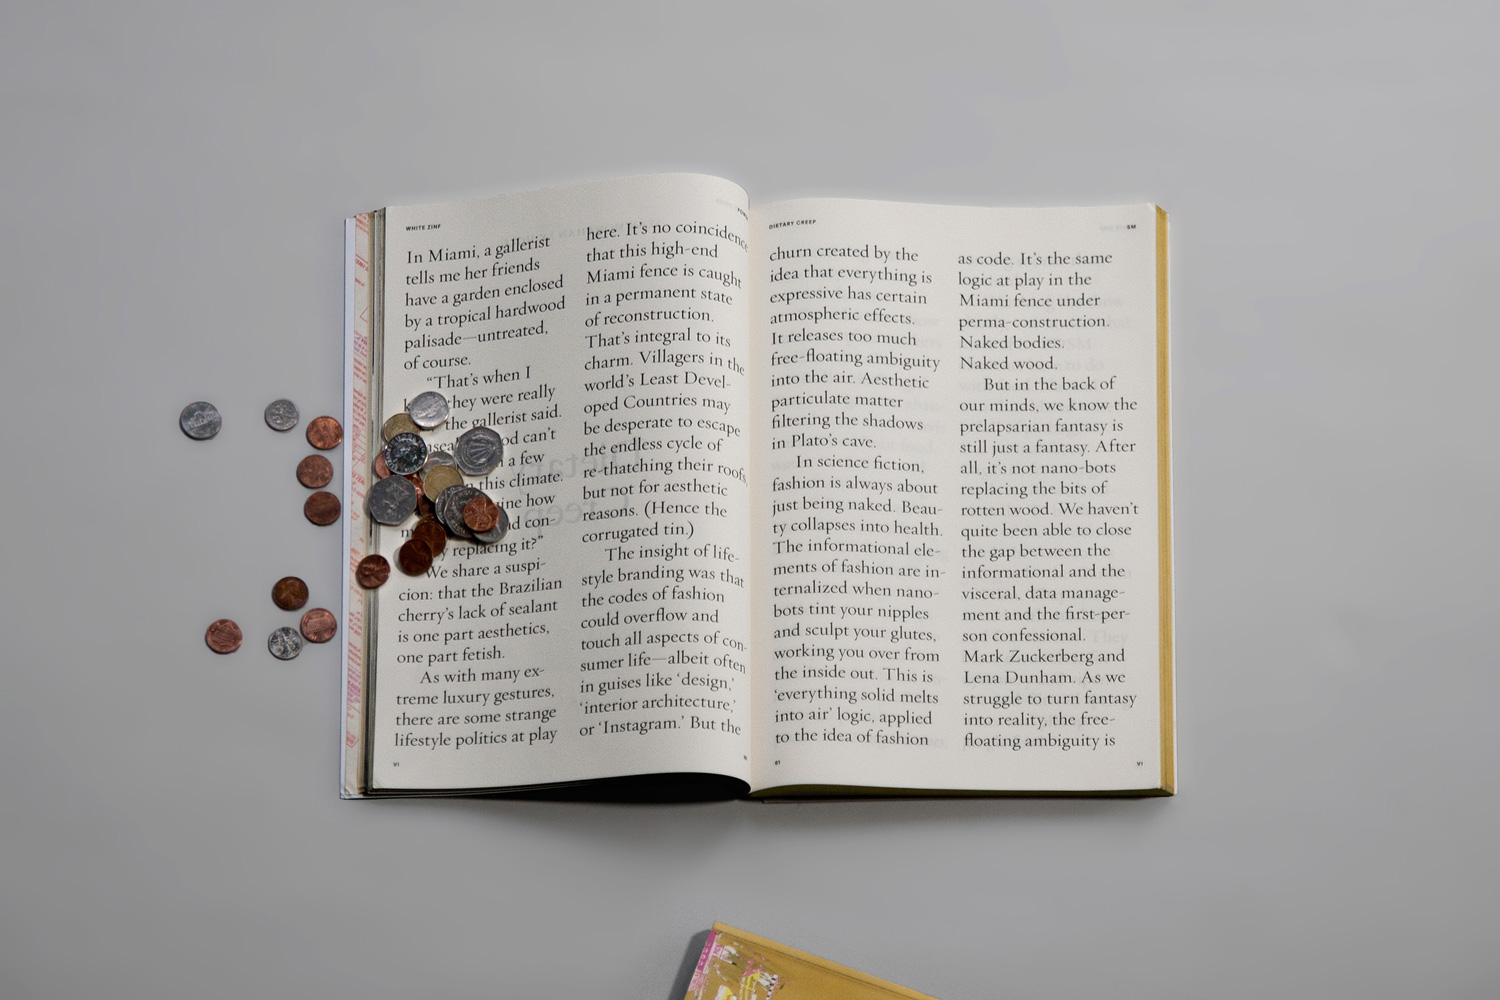 WHITE ZINF
In Miami, a gallerist
tells me her friends
have a garden enclosed
by a tropical hardwood
palisade—untreated,
of course.
“That’s when I
they were really
the gallerist said.
can’t
a few
this climate.
how
con-
replacing it?”
We share a suspi-
cion: that the Brazilian
cherry’s lack of sealant
is one part aesthetics,
one part fetish.
As with many ex-
treme luxury gestures,
there are some strange
lifestyle politics at play
VI
here. It’s no coincidence
that this high-end
Miami fence is caught
in a permanent state
of reconstruction.
That’s integral to its
charm. Villagers in the
world’s Least Devel-
oped Countries may
be desperate to escape
the endless cycle of
re-thatching their roofs,
but not for aesthetic
reasons. (Hence the
corrugated tin.)
The insight of life-
style branding was that
the codes of fashion
could overflow and
touch all aspects of con-
sumer life—albeit often
in guises like ‘design,’
‘interior architecture,’
or ‘Instagram.’ But the
DIETARY CREEP
churn created by the
idea that everything is
expressive has certain
atmospheric effects.
It releases too much
free-floating ambiguity
into the air. Aesthetic
particulate matter
filtering the shadows
in Plato’s cave.
In science fiction,
fashion is always about
just being naked. Beau-
ty collapses into health.
The informational ele-
ments of fashion are in-
ternalized when nano-
bots tint your nipples
and sculpt your glutes,
working you over from
the inside out. This is
‘everything solid melts
into air’ logic, applied
to the idea of fashion
61
SM
as code. It’s the same
logic at play in the
Miami fence under
perma-construction.
Naked bodies.
Naked wood.
But in the back of
our minds, we know the
prelapsarian fantasy is
still just a fantasy. After
all, it’s not nano-bots
replacing the bits of
rotten wood. We haven’t
quite been able to close
the gap between the
informational and the
visceral, data manage-
ment and the first-per-
son confessional.
Mark Zuckerberg and
Lena Dunham. As we
struggle to turn fantasy
into reality, the free-
floating ambiguity is
VI